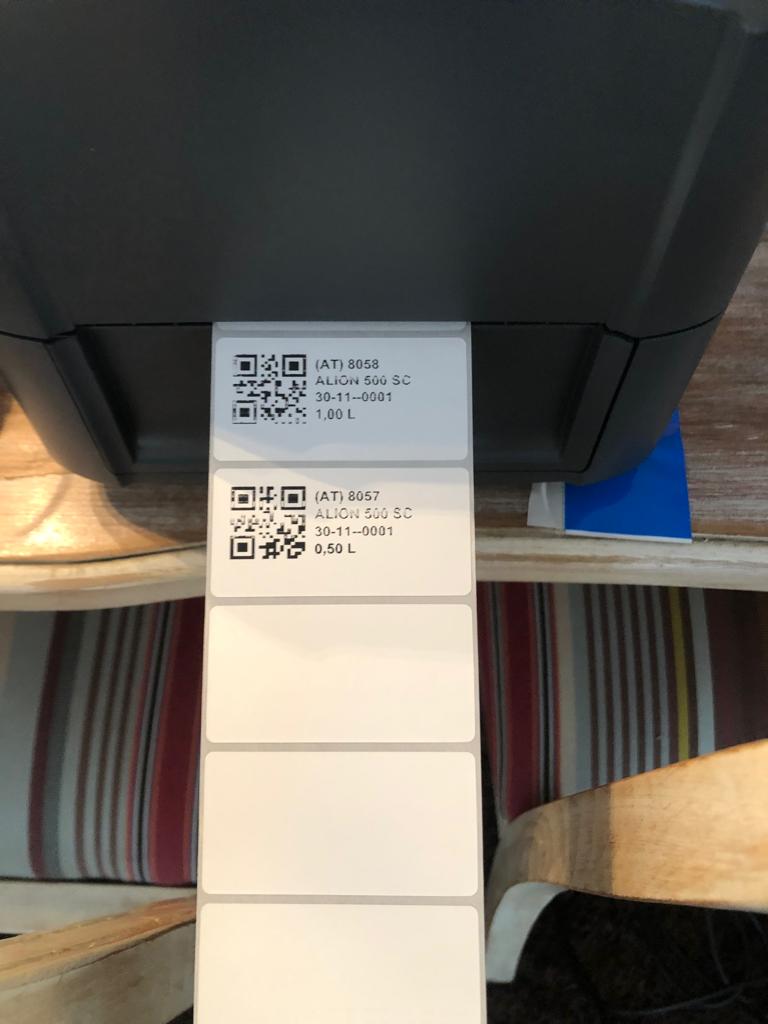 (AT) 8058
ALION 500 SC
30-11--0001
1,00 L
(AT) 8057
ALION 500 SC
30-11--0001
0,50 L